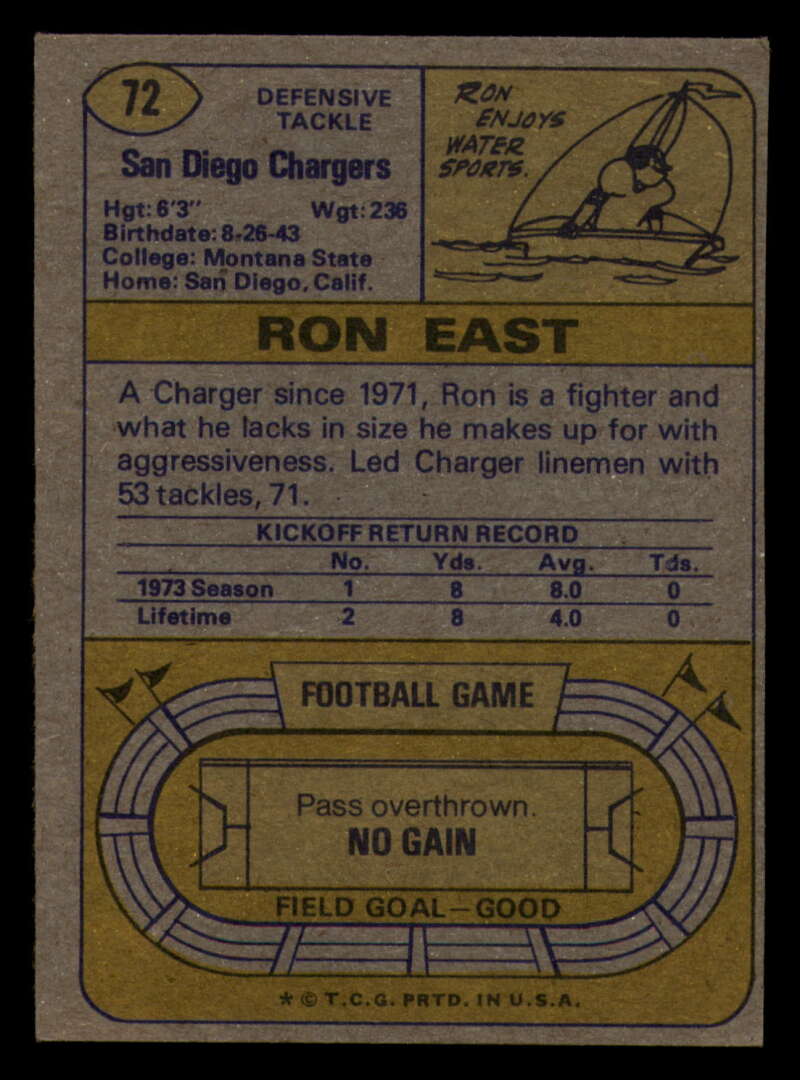 72
DEFENSIVE
TACKLE
San Diego Chargers
Hgt: 6'3" Wgt: 236
Birthdate: 8-26-43
College: Montana State
Home: San Diego, Calif.
RON
ENJOYS
WATER
SPORTS.
RON EAST
A Charger since 1971, Ron is a fighter and
what he lacks in size he makes up for with
aggressiveness. Led Charger linemen with
53 tackles, 71.
KICKOFF RETURN RECORD
No. Yds. Avg. Tds.
1973 Season 1 8 8.0 0
Lifetime 2 8 4.0 0
FOOTBALL GAME
Pass overthrown.
NO GAIN
FIELD GOAL—GOOD
* © T.C.G. PRTD. IN U.S.A.